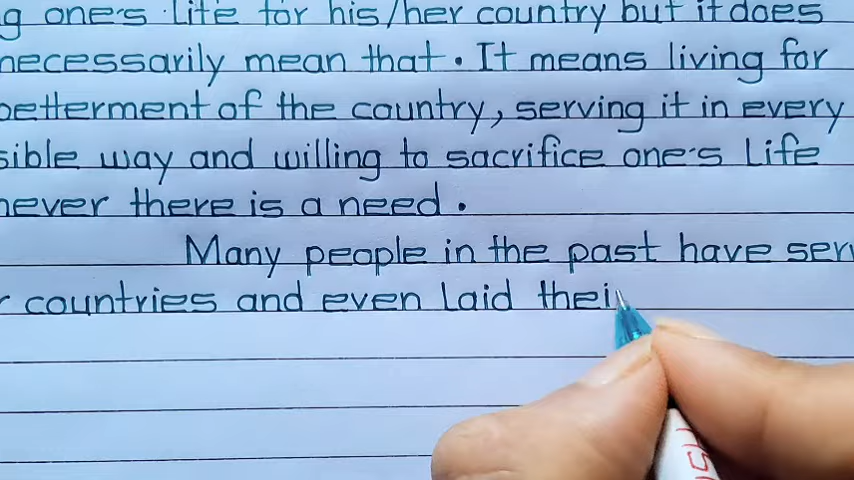 g one's Life for his/her country but it does
necessarily mean that. It means living for
betterment of the country, serving it in every
sible way and willing to sacrifice one's Life
never there is a need.
Many people in the past have serv
r countries and even Laid thei